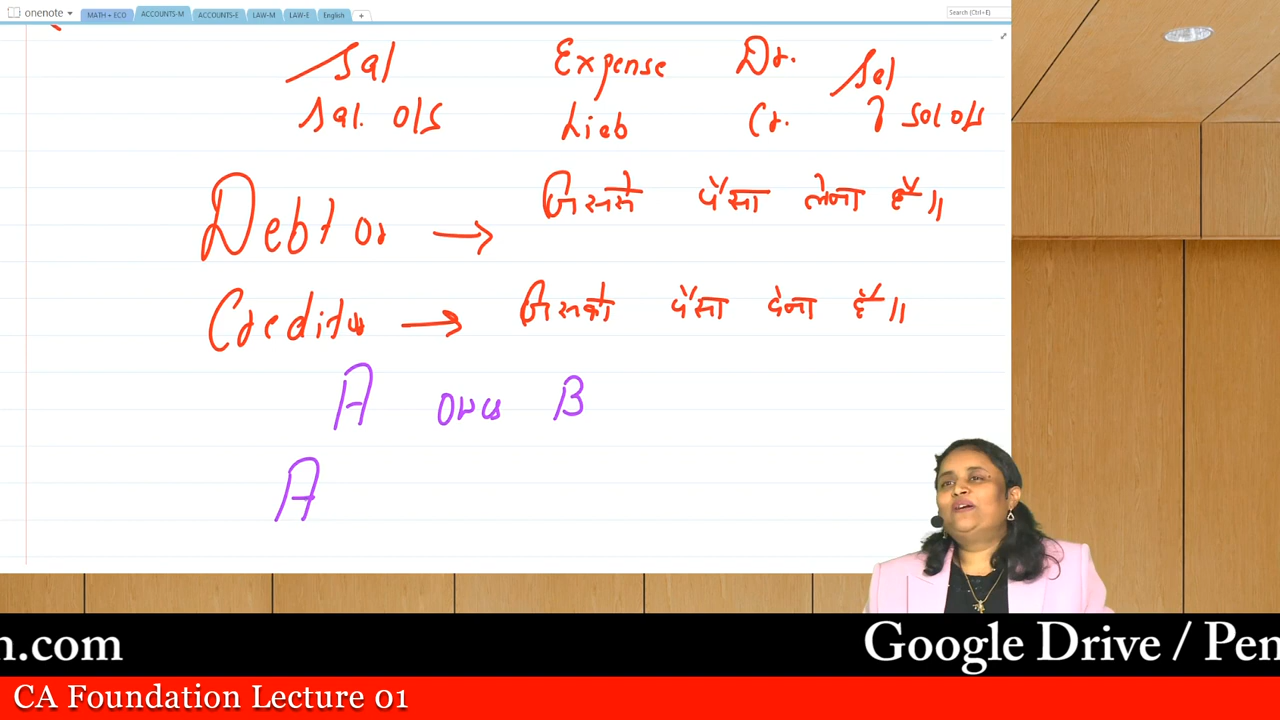 onenote
MATH + ECO ACCOUNTS-M ACCOUNTS-E LAW-M LAW-E English +
Search (Ctrl+E)
Sal Expense Dr. Sal
Sal. o/s Liab Cr. Sal o/s
Debtor → जिससे पैसा लेना है॥
Creditor → जिसको पैसा देना है॥
A owes B
A
n.com
Google Drive / Pen
CA Foundation Lecture 01